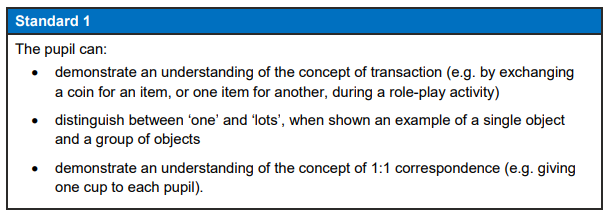 Standard 1
The pupil can:
• demonstrate an understanding of the concept of transaction (e.g. by exchanging
a coin for an item, or one item for another, during a role-play activity)
• distinguish between ‘one’ and ‘lots’, when shown an example of a single object
and a group of objects
• demonstrate an understanding of the concept of 1:1 correspondence (e.g. giving
one cup to each pupil).